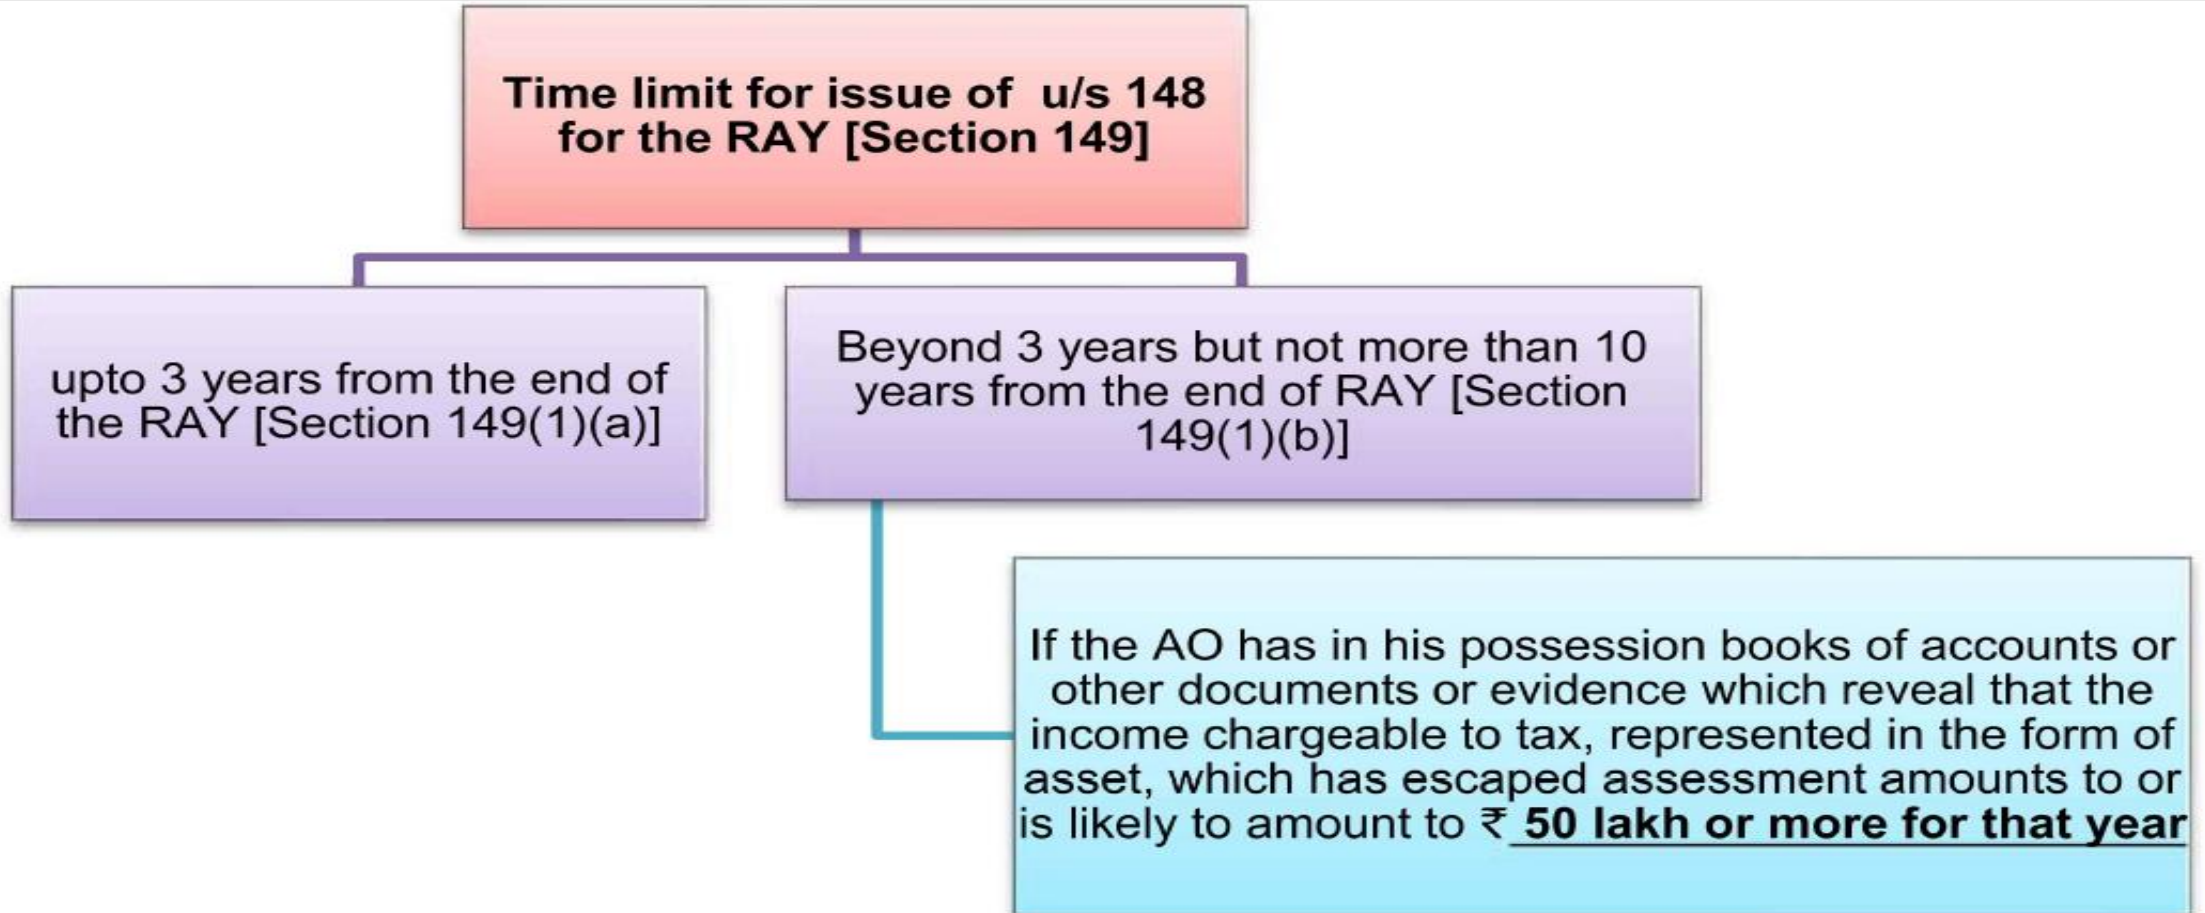 Time limit for issue of  u/s 148
for the RAY [Section 149]
upto 3 years from the end of
the RAY [Section 149(1)(a)]
Beyond 3 years but not more than 10
years from the end of RAY [Section
149(1)(b)]
If the AO has in his possession books of accounts or
other documents or evidence which reveal that the
income chargeable to tax, represented in the form of
asset, which has escaped assessment amounts to or
is likely to amount to ₹ 50 lakh or more for that year